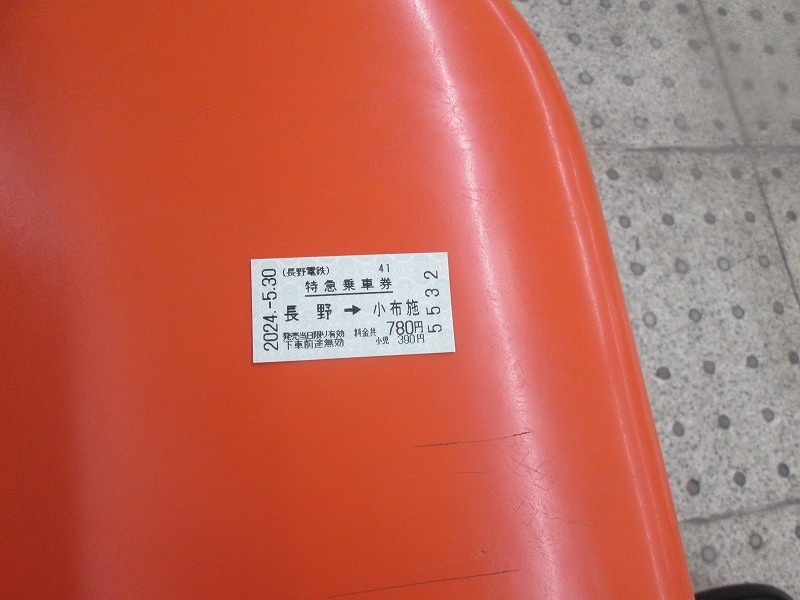 2024.-5.30
(長野電鉄) 41
特急乗車券
長野 → 小布施
料金共 780円
発売当日限り有効
下車前途無効 小児 390円
5532